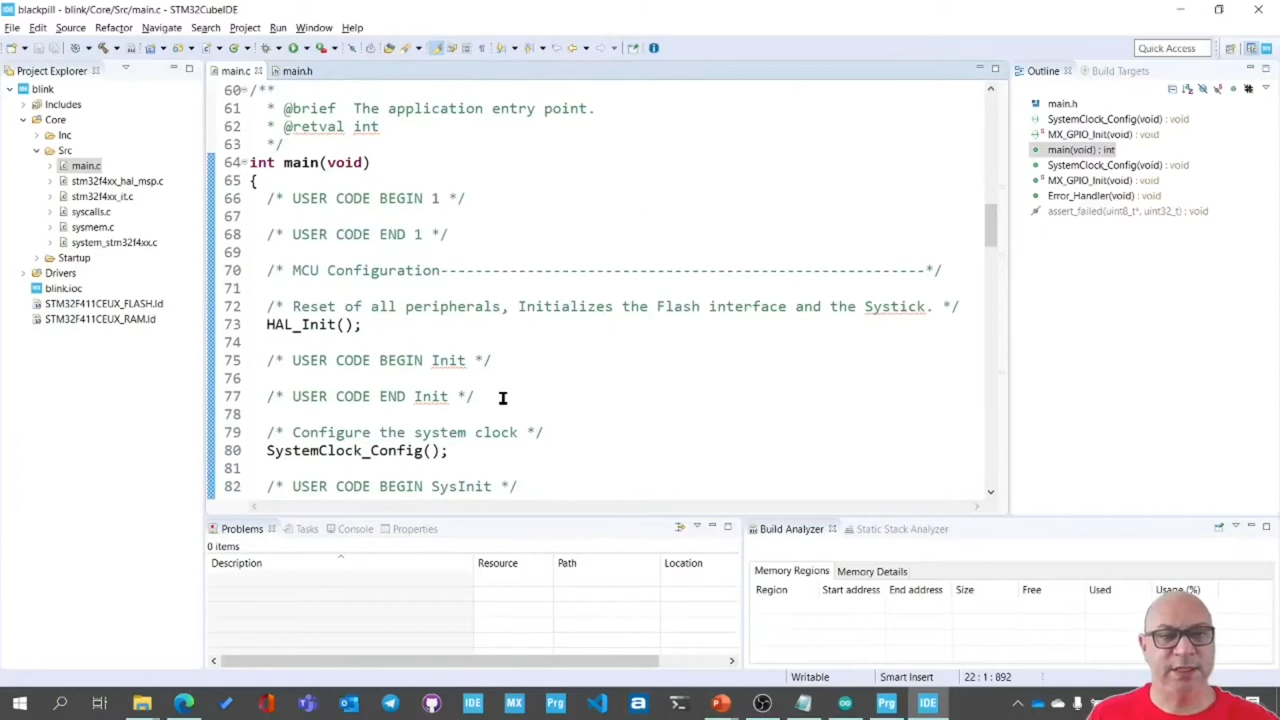 blackpill - blink/Core/Src/main.c - STM32CubeIDE
File Edit Source Refactor Navigate Search Project Run Window Help
Quick Access
Project Explorer
blink
Includes
Core
Inc
Src
main.c
stm32f4xx_hal_msp.c
stm32f4xx_it.c
syscalls.c
sysmem.c
system_stm32f4xx.c
Startup
Drivers
blink.ioc
STM32F411CEUX_FLASH.ld
STM32F411CEUX_RAM.ld
main.c main.h
60 /**
61 * @brief The application entry point.
62 * @retval int
63 */
64 int main(void)
65 {
66 /* USER CODE BEGIN 1 */
67
68 /* USER CODE END 1 */
69
70 /* MCU Configuration--------------------------------------------------------*/
71
72 /* Reset of all peripherals, Initializes the Flash interface and the Systick. */
73 HAL_Init();
74
75 /* USER CODE BEGIN Init */
76
77 /* USER CODE END Init */
78
79 /* Configure the system clock */
80 SystemClock_Config();
81
82 /* USER CODE BEGIN SysInit */
Outline Build Targets
main.h
SystemClock_Config(void) : void
MX_GPIO_Init(void) : void
main(void) : int
SystemClock_Config(void) : void
MX_GPIO_Init(void) : void
Error_Handler(void) : void
assert_failed(uint8_t*, uint32_t) : void
Problems Tasks Console Properties
0 items
Description Resource Path Location
Build Analyzer Static Stack Analyzer
Memory Regions Memory Details
Region Start address End address Size Free Used Usage (%)
Writable Smart Insert 22 : 1 : 892
IDE MX Prg Prg IDE